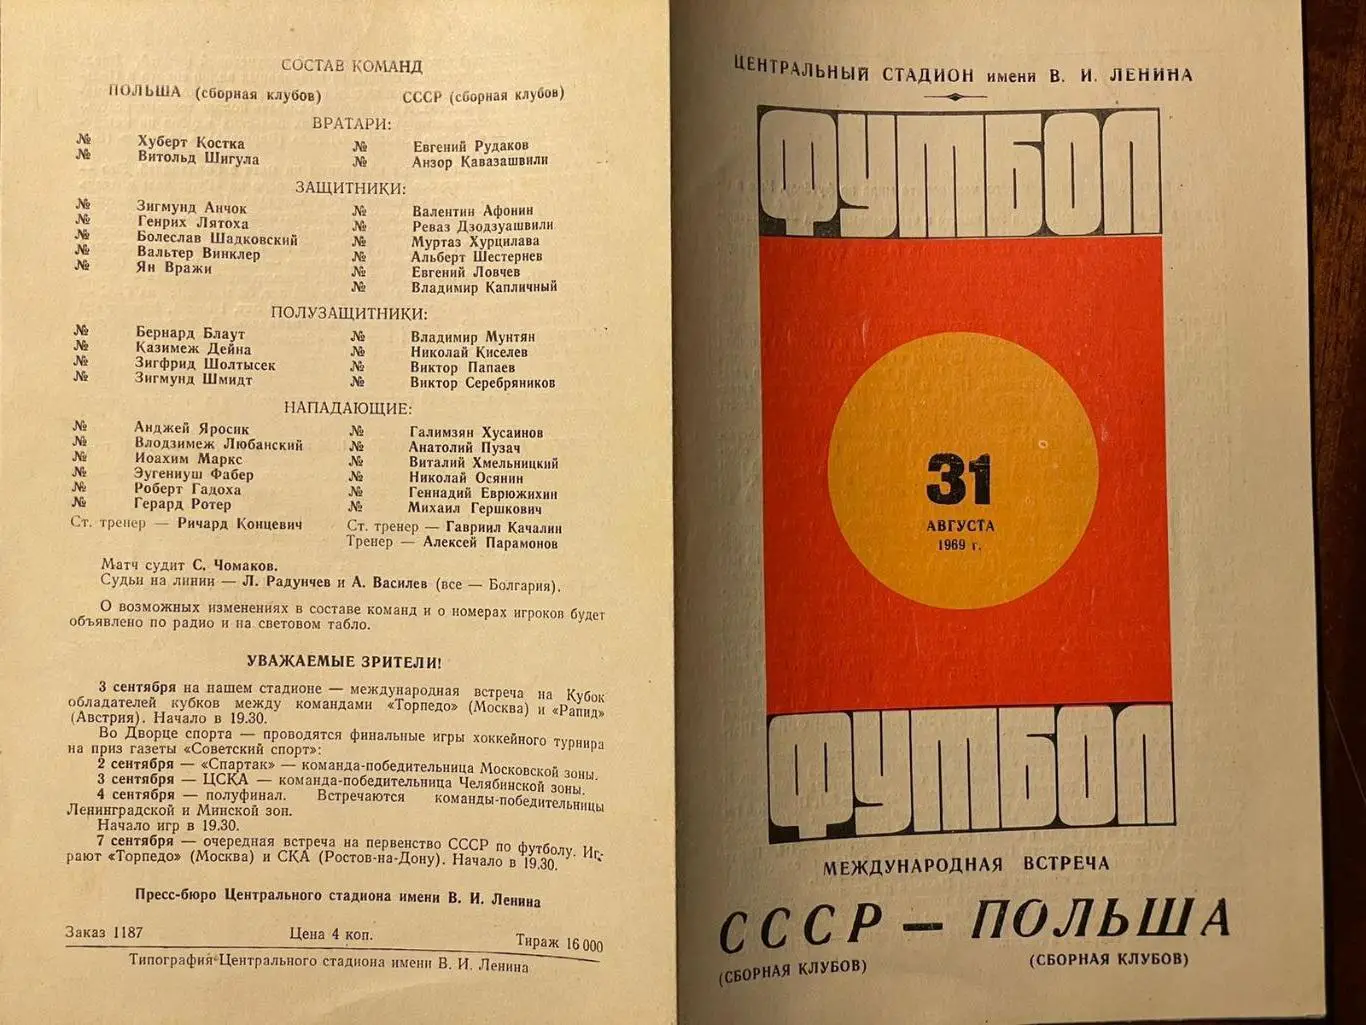 СОСТАВ КОМАНД
ПОЛЬША (сборная клубов) СССР (сборная клубов)
ВРАТАРИ:
№ Хуберт Костка № Евгений Рудаков
№ Витольд Шигула № Анзор Кавазашвили
ЗАЩИТНИКИ:
№ Зигмунд Анчок № Валентин Афонин
№ Генрих Лятоха № Реваз Дзодзуашвили
№ Болеслав Шадковский № Муртаз Хурцилава
№ Вальтер Винклер № Альберт Шестернев
№ Ян Вражи № Евгений Ловчев
№ Владимир Капличный
ПОЛУЗАЩИТНИКИ:
№ Бернард Блаут № Владимир Мунтян
№ Казимеж Дейна № Николай Киселев
№ Зигфрид Шолтысек № Виктор Папаев
№ Зигмунд Шмидт № Виктор Серебряников
НАПАДАЮЩИЕ:
№ Анджей Яросик № Галимзян Хусаинов
№ Влодзимеж Любанский № Анатолий Пузач
№ Иоахим Маркс № Виталий Хмельницкий
№ Эугениуш Фабер № Николай Осянин
№ Роберт Гадоха № Геннадий Еврюжихин
№ Герард Ротер № Михаил Гершкович
Ст. тренер — Ричард Концевич Ст. тренер — Гавриил Качалин
Тренер — Алексей Парамонов
Матч судит С. Чомаков.
Судьи на линии — Л. Радунчев и А. Василев (все — Болгария).
О возможных изменениях в составе команд и о номерах игроков будет
объявлено по радио и на световом табло.
УВАЖАЕМЫЕ ЗРИТЕЛИ!
3 сентября на нашем стадионе — международная встреча на Кубок
обладателей кубков между командами «Торпедо» (Москва) и «Рапид»
(Австрия). Начало в 19.30.
Во Дворце спорта — проводятся финальные игры хоккейного турнира
на приз газеты «Советский спорт»:
2 сентября — «Спартак» — команда-победительница Московской зоны.
3 сентября — ЦСКА — команда-победительница Челябинской зоны.
4 сентября — полуфинал. Встречаются команды-победительницы
Ленинградской и Минской зон.
Начало игр в 19.30.
7 сентября — очередная встреча на первенство СССР по футболу. Иг-
рают «Торпедо» (Москва) и СКА (Ростов-на-Дону). Начало в 19.30.
Пресс-бюро Центрального стадиона имени В. И. Ленина
Заказ 1187 Цена 4 коп. Тираж 16 000
Типография Центрального стадиона имени В. И. Ленина
ЦЕНТРАЛЬНЫЙ СТАДИОН имени В. И. ЛЕНИНА
ФУТБОЛ
31
АВГУСТА
1969 г.
ФУТБОЛ
МЕЖДУНАРОДНАЯ ВСТРЕЧА
СССР — ПОЛЬША
(СБОРНАЯ КЛУБОВ) (СБОРНАЯ КЛУБОВ)